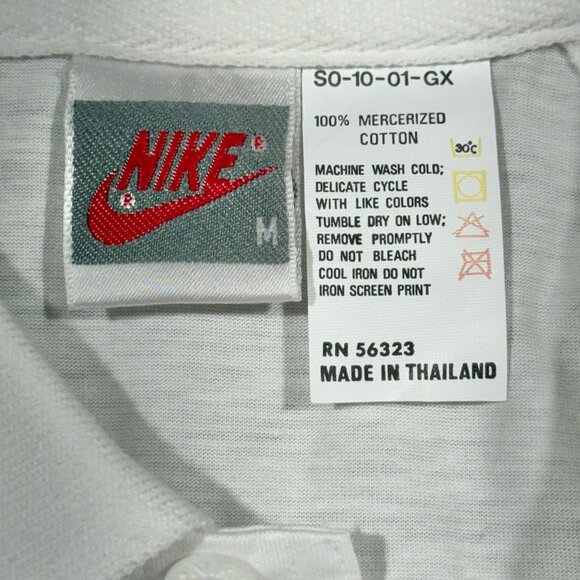 NIKE
®
®
M
SO-10-01-GX
100% MERCERIZED
COTTON
30°C
MACHINE WASH COLD;
DELICATE CYCLE
WITH LIKE COLORS
TUMBLE DRY ON LOW;
REMOVE PROMPTLY
DO NOT BLEACH
COOL IRON DO NOT
IRON SCREEN PRINT
RN 56323
MADE IN THAILAND